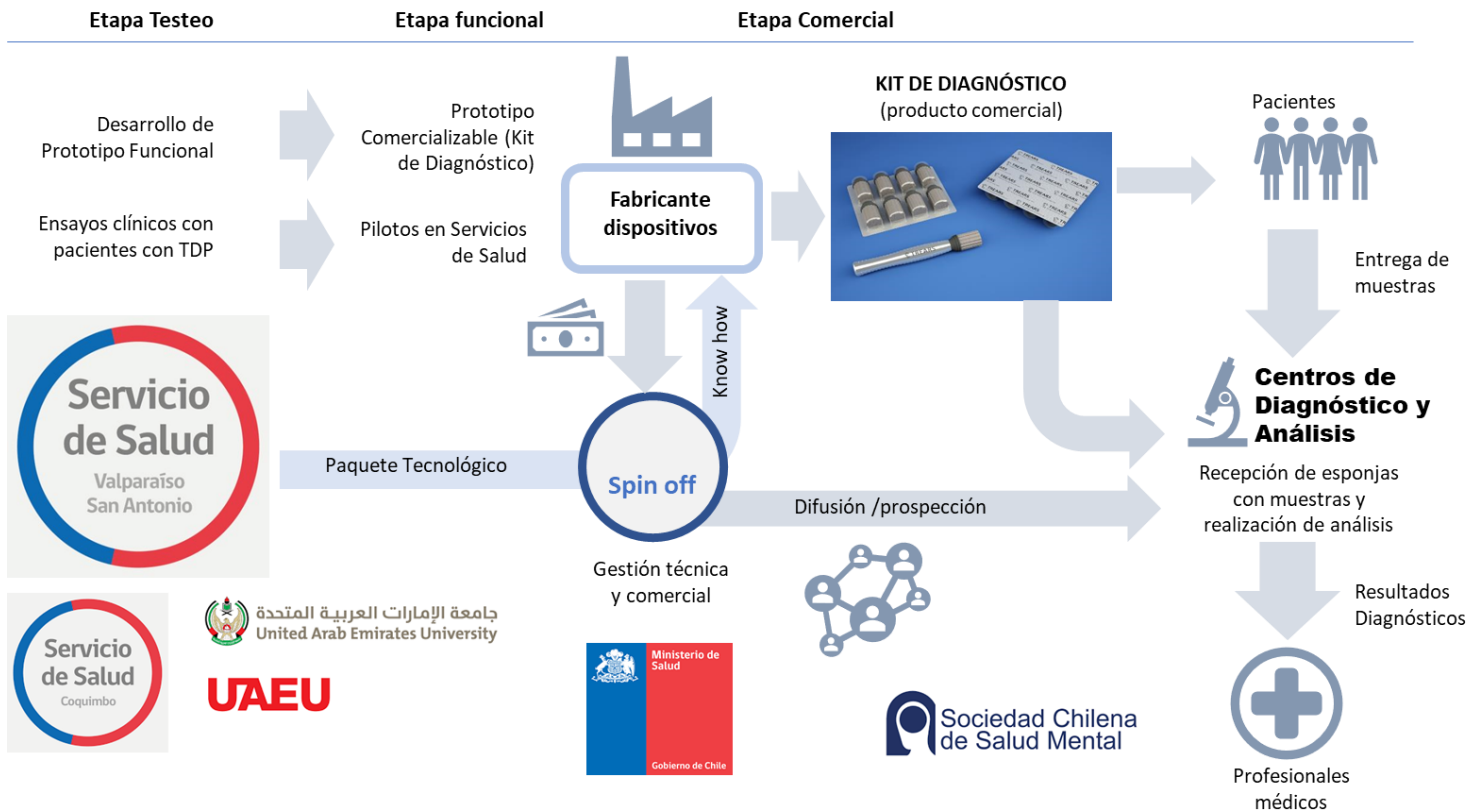 Etapa Testeo
Etapa funcional
Etapa Comercial
Desarrollo de
Prototipo Funcional
Prototipo
Comercializable (Kit
de Diagnóstico)
Ensayos clínicos con
pacientes con TDP
Pilotos en Servicios
de Salud
Fabricante
dispositivos
KIT DE DIAGNÓSTICO
(producto comercial)
Pacientes
Entrega de
muestras
Know how
Servicio
de Salud
Valparaíso
San Antonio
Paquete Tecnológico
Spin off
Difusión /prospección
Centros de
Diagnóstico y
Análisis
Recepción de esponjas
con muestras y
realización de análisis
Gestión técnica
y comercial
Resultados
Diagnósticos
Servicio
de Salud
Coquimbo
جامعة الإمارات العربية المتحدة
United Arab Emirates University
UAEU
Ministerio de
Salud
Gobierno de Chile
Sociedad Chilena
de Salud Mental
Profesionales
médicos